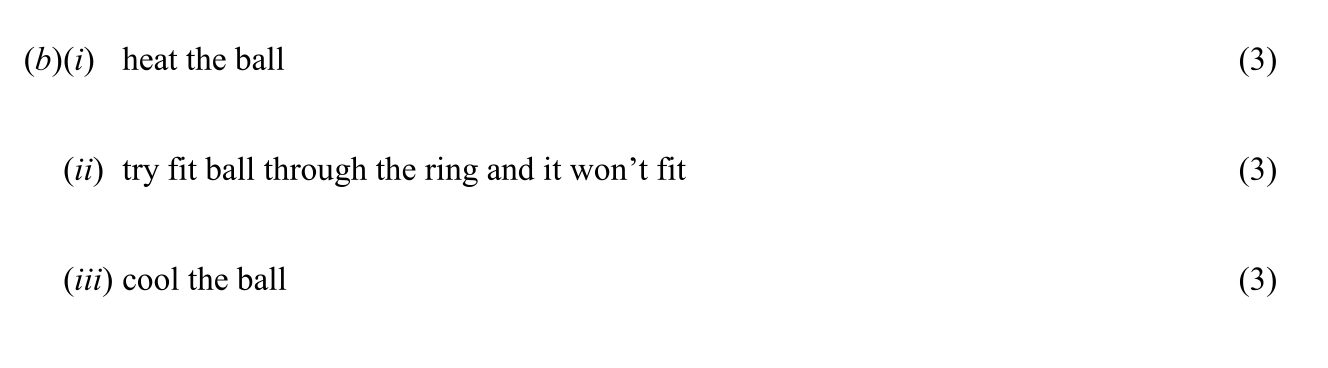 (b)(i) heat the ball (3)
(ii) try fit ball through the ring and it won’t fit (3)
(iii) cool the ball (3)